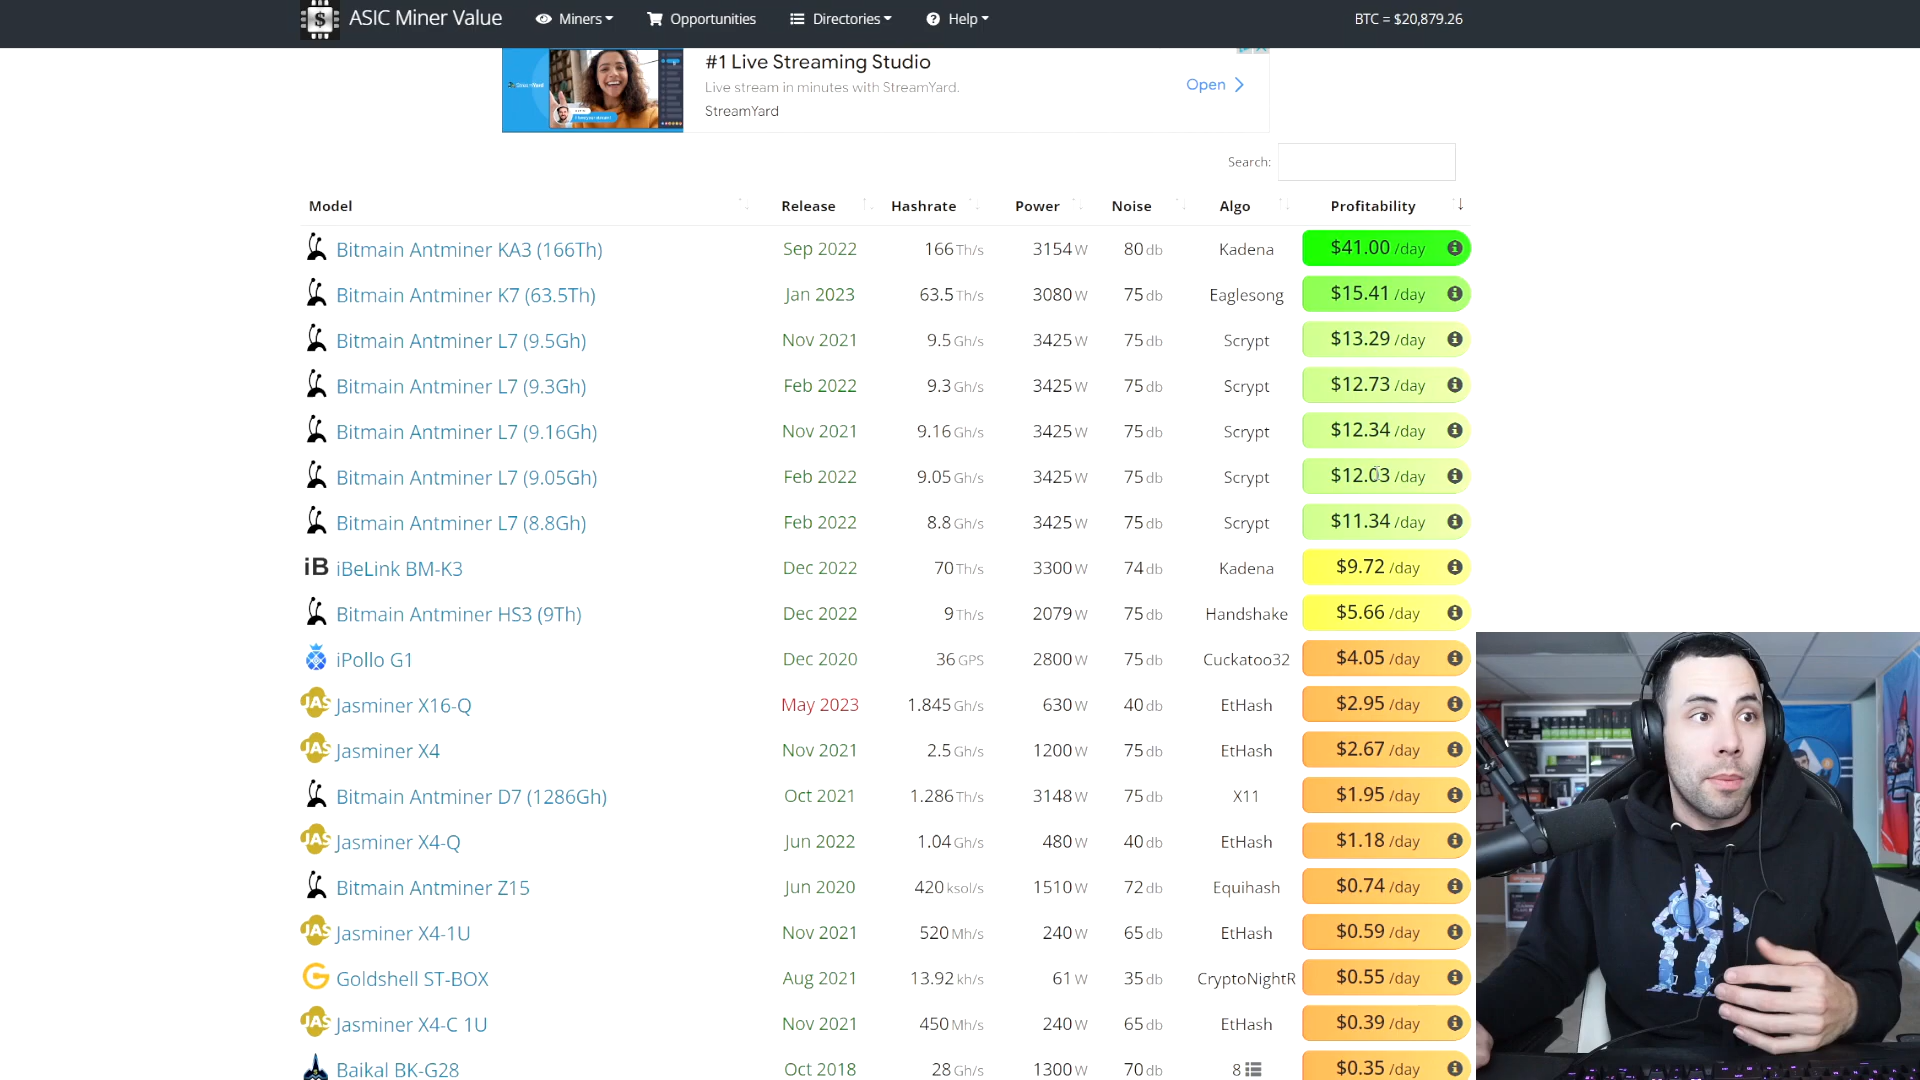 ASIC Miner Value Miners Opportunities Directories Help BTC = $20,879.26
#1 Live Streaming Studio
Live stream in minutes with StreamYard.
StreamYard
Open
Search:
Model Release Hashrate Power Noise Algo Profitability
Bitmain Antminer KA3 (166Th) Sep 2022 166 Th/s 3154 W 80 db Kadena $41.00 /day
Bitmain Antminer K7 (63.5Th) Jan 2023 63.5 Th/s 3080 W 75 db Eaglesong $15.41 /day
Bitmain Antminer L7 (9.5Gh) Nov 2021 9.5 Gh/s 3425 W 75 db Scrypt $13.29 /day
Bitmain Antminer L7 (9.3Gh) Feb 2022 9.3 Gh/s 3425 W 75 db Scrypt $12.73 /day
Bitmain Antminer L7 (9.16Gh) Nov 2021 9.16 Gh/s 3425 W 75 db Scrypt $12.34 /day
Bitmain Antminer L7 (9.05Gh) Feb 2022 9.05 Gh/s 3425 W 75 db Scrypt $12.03 /day
Bitmain Antminer L7 (8.8Gh) Feb 2022 8.8 Gh/s 3425 W 75 db Scrypt $11.34 /day
iB iBeLink BM-K3 Dec 2022 70 Th/s 3300 W 74 db Kadena $9.72 /day
Bitmain Antminer HS3 (9Th) Dec 2022 9 Th/s 2079 W 75 db Handshake $5.66 /day
iPollo G1 Dec 2020 36 GPS 2800 W 75 db Cuckatoo32 $4.05 /day
JAS Jasminer X16-Q May 2023 1.845 Gh/s 630 W 40 db EtHash $2.95 /day
JAS Jasminer X4 Nov 2021 2.5 Gh/s 1200 W 75 db EtHash $2.67 /day
Bitmain Antminer D7 (1286Gh) Oct 2021 1.286 Th/s 3148 W 75 db X11 $1.95 /day
JAS Jasminer X4-Q Jun 2022 1.04 Gh/s 480 W 40 db EtHash $1.18 /day
Bitmain Antminer Z15 Jun 2020 420 ksol/s 1510 W 72 db Equihash $0.74 /day
JAS Jasminer X4-1U Nov 2021 520 Mh/s 240 W 65 db EtHash $0.59 /day
Goldshell ST-BOX Aug 2021 13.92 kh/s 61 W 35 db CryptoNightR $0.55 /day
JAS Jasminer X4-C 1U Nov 2021 450 Mh/s 240 W 65 db EtHash $0.39 /day
Baikal BK-G28 Oct 2018 28 Gh/s 1300 W 70 db 8 $0.35 /day